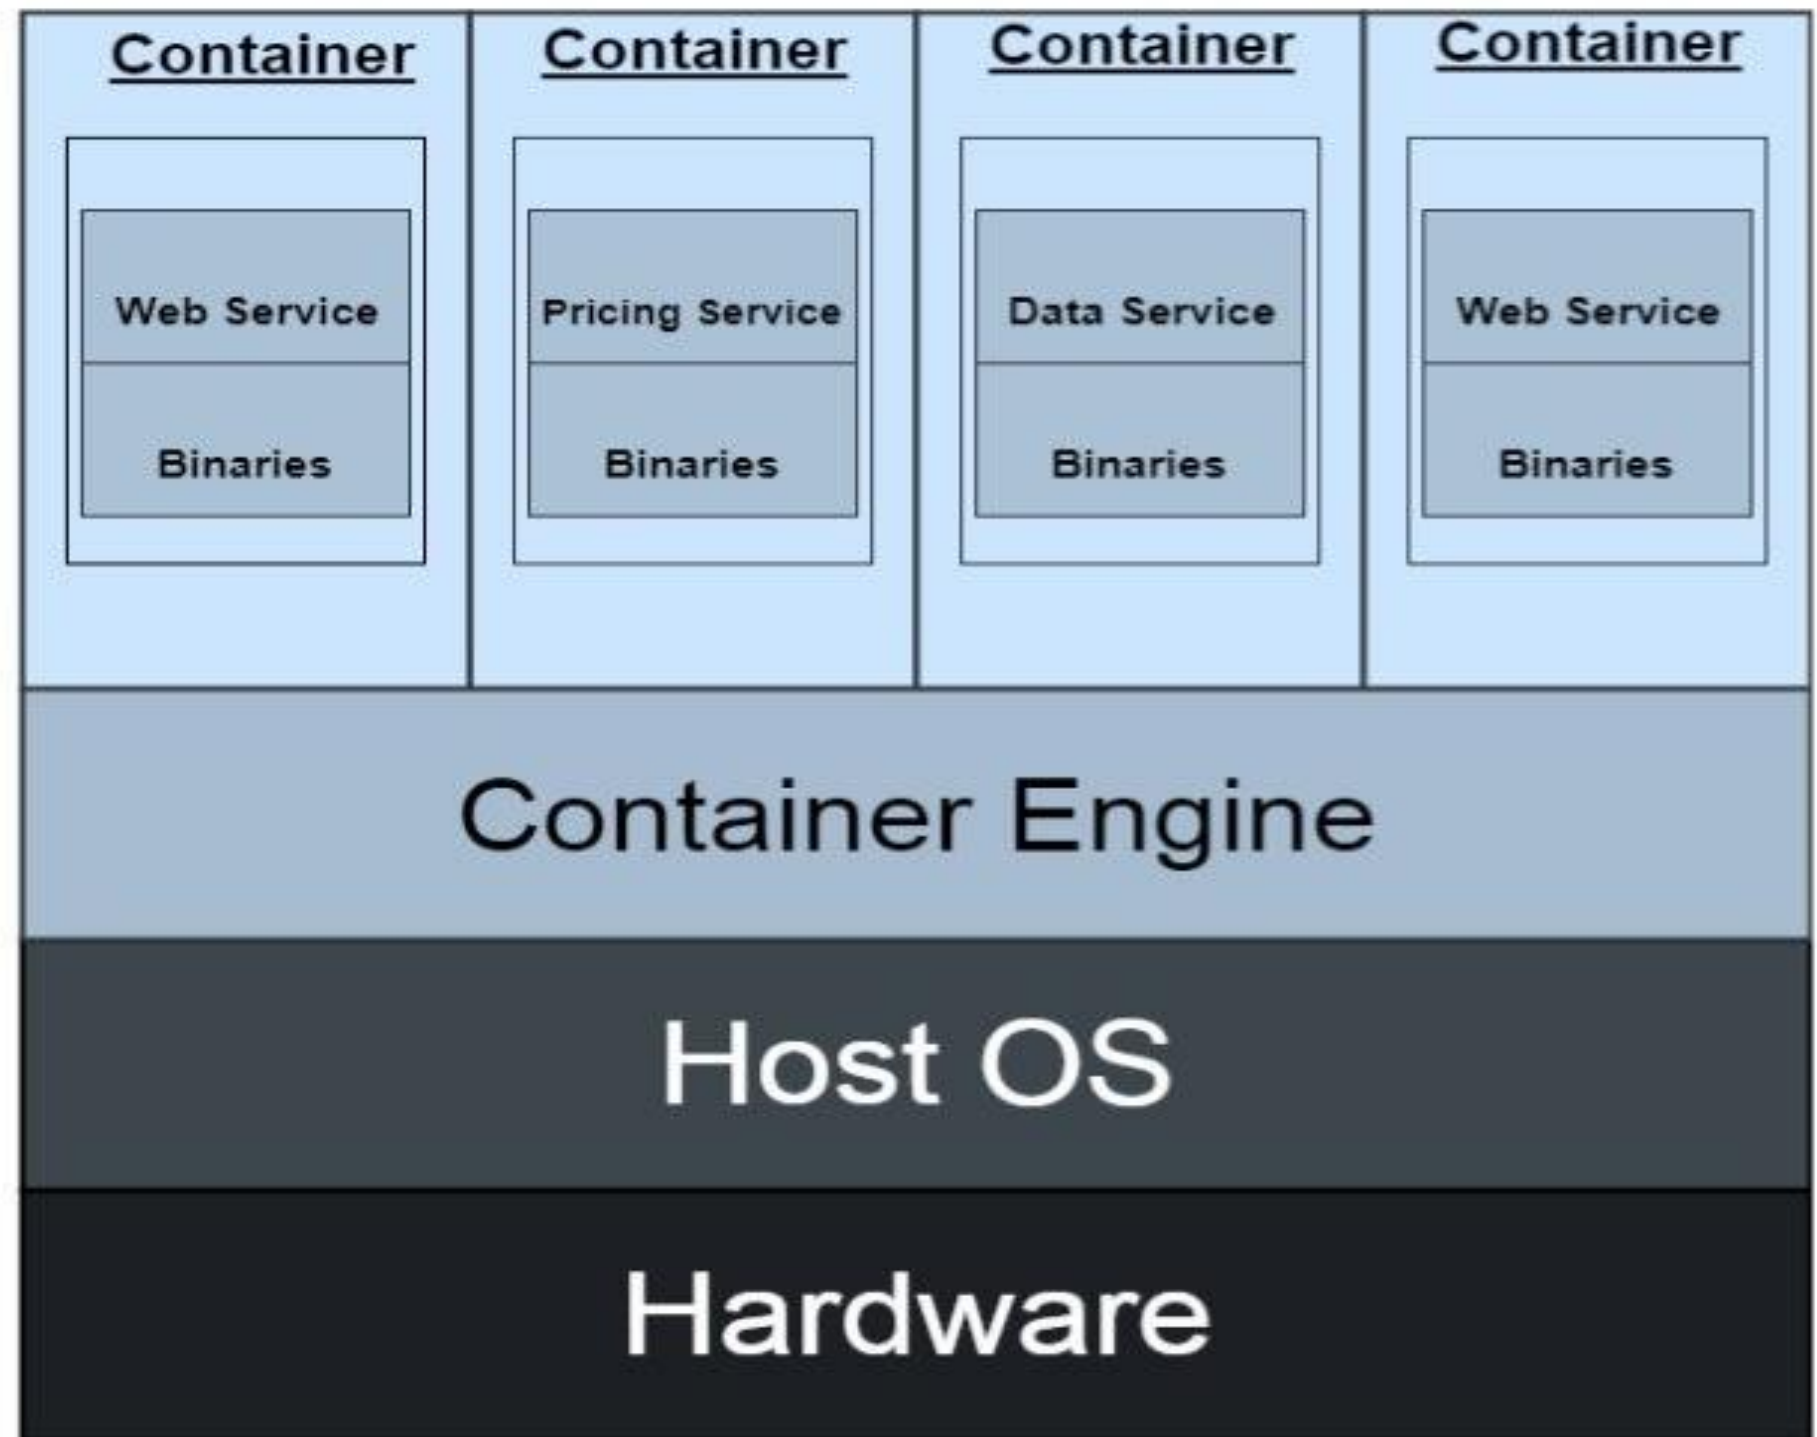 Container Container Container Container
Web Service Pricing Service Data Service Web Service
Binaries Binaries Binaries Binaries
Container Engine
Host OS
Hardware